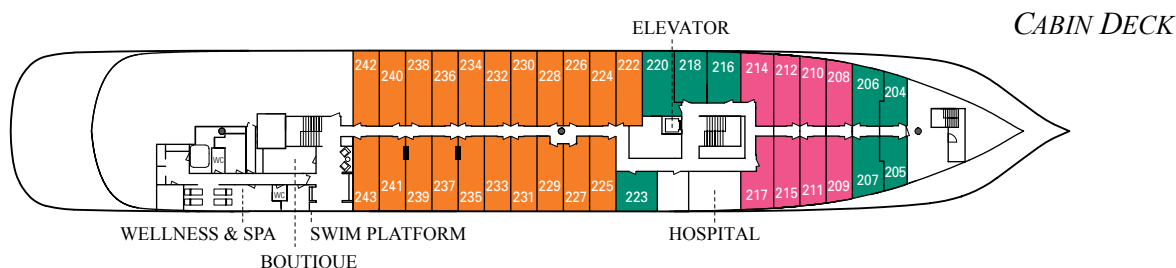 CABIN DECK
ELEVATOR
242 240 238 236 234 232 230 228 226 224 222 220 218 216 214 212 210 208 206 204
WC
WC
243 241 239 237 235 233 231 229 227 225 223 217 215 211 209 207 205
WELLNESS & SPA SWIM PLATFORM HOSPITAL
BOUTIQUE